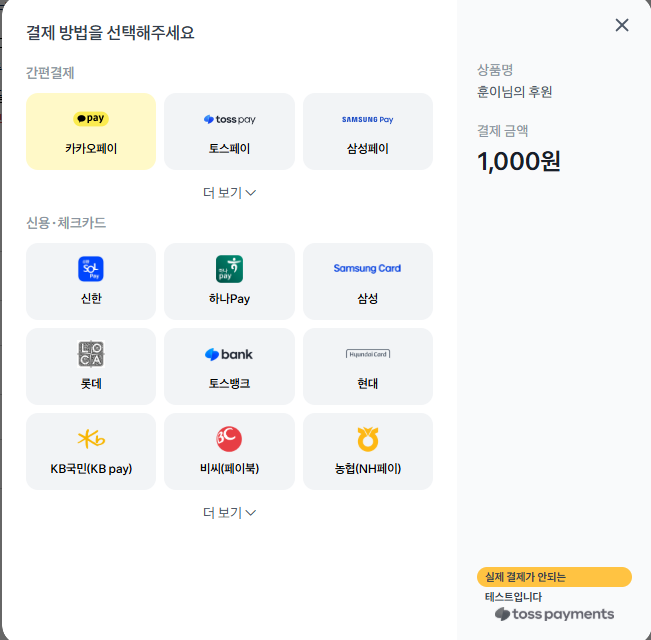 결제 방법을 선택해주세요
간편결제
pay
toss pay
SAMSUNG Pay
카카오페이
토스페이
삼성페이
더 보기
신용·체크카드
신한
SOL
Pay
하나
pay
Samsung Card
신한
하나Pay
삼성
LO
CA
bank
Hyundai Card
롯데
토스뱅크
현대
Kb
BC
KB국민(KB pay)
비씨(페이북)
농협(NH페이)
더 보기
상품명
훈이님의 후원
결제 금액
1,000원
실제 결제가 안되는
테스트입니다
toss payments